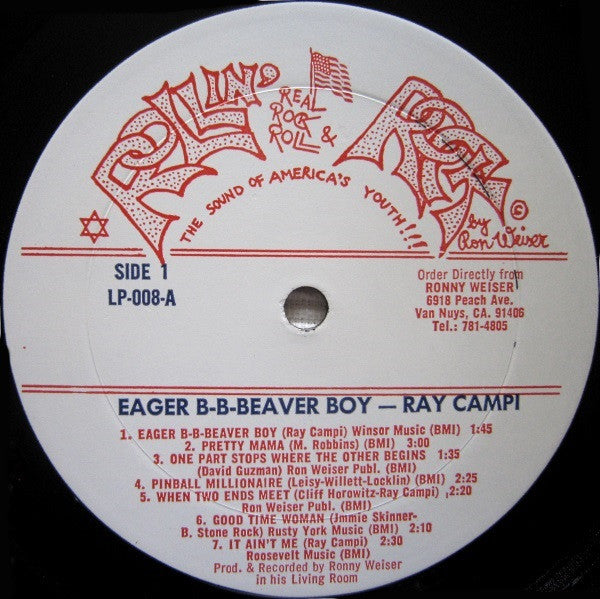 ROLLIN' ROCK
REAL
ROCK &
ROLL
THE SOUND OF AMERICA'S YOUTH!!!!
©
by
Ron Weiser
SIDE 1
LP-008-A
Order Directly from
RONNY WEISER
6918 Peach Ave.
Van Nuys, CA. 91406
Tel.: 781-4805
EAGER B-B-BEAVER BOY — RAY CAMPI
1. EAGER B-B-BEAVER BOY (Ray Campi) Winsor Music (BMI) 1:45
2. PRETTY MAMA (M. Robbins) (BMI) 3:00
3. ONE PART STOPS WHERE THE OTHER BEGINS 1:35
(David Guzman) Ron Weiser Publ. (BMI)
4. PINBALL MILLIONAIRE (Leisy-Willett-Locklin) (BMI) 2:25
5. WHEN TWO ENDS MEET (Cliff Horowitz-Ray Campi) 2:20
Ron Weiser Publ. (BMI)
6. GOOD TIME WOMAN (Jmmie Skinner-
B. Stone Rock) Rusty York Music (BMI) 2:10
7. IT AIN'T ME (Ray Campi) 2:30
Roosevelt Music (BMI)
Prod. & Recorded by Ronny Weiser
in his Living Room